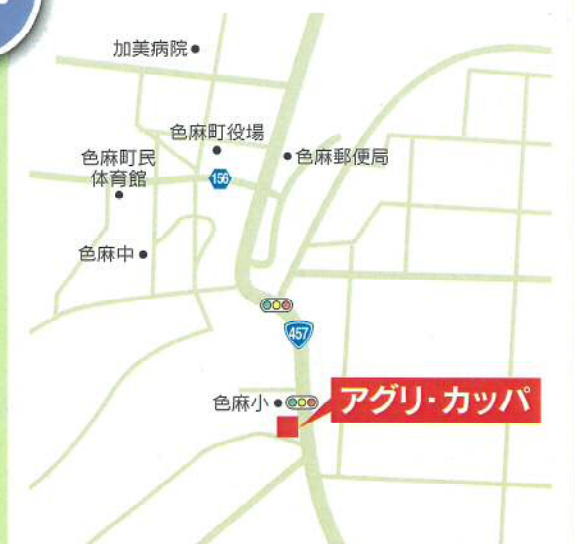 加美病院
色麻町役場
色麻郵便局
色麻町民
体育館
156
色麻中
457
色麻小
アグリ・カッパ